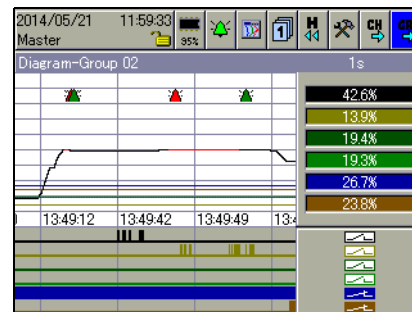 2014/05/21 11:59:33
Master
95%
1
H
CH
Diagram-Group 02 1s
42.6%
13.9%
19.4%
19.3%
26.7%
23.8%
13:49:12 13:49:42 13:49:49